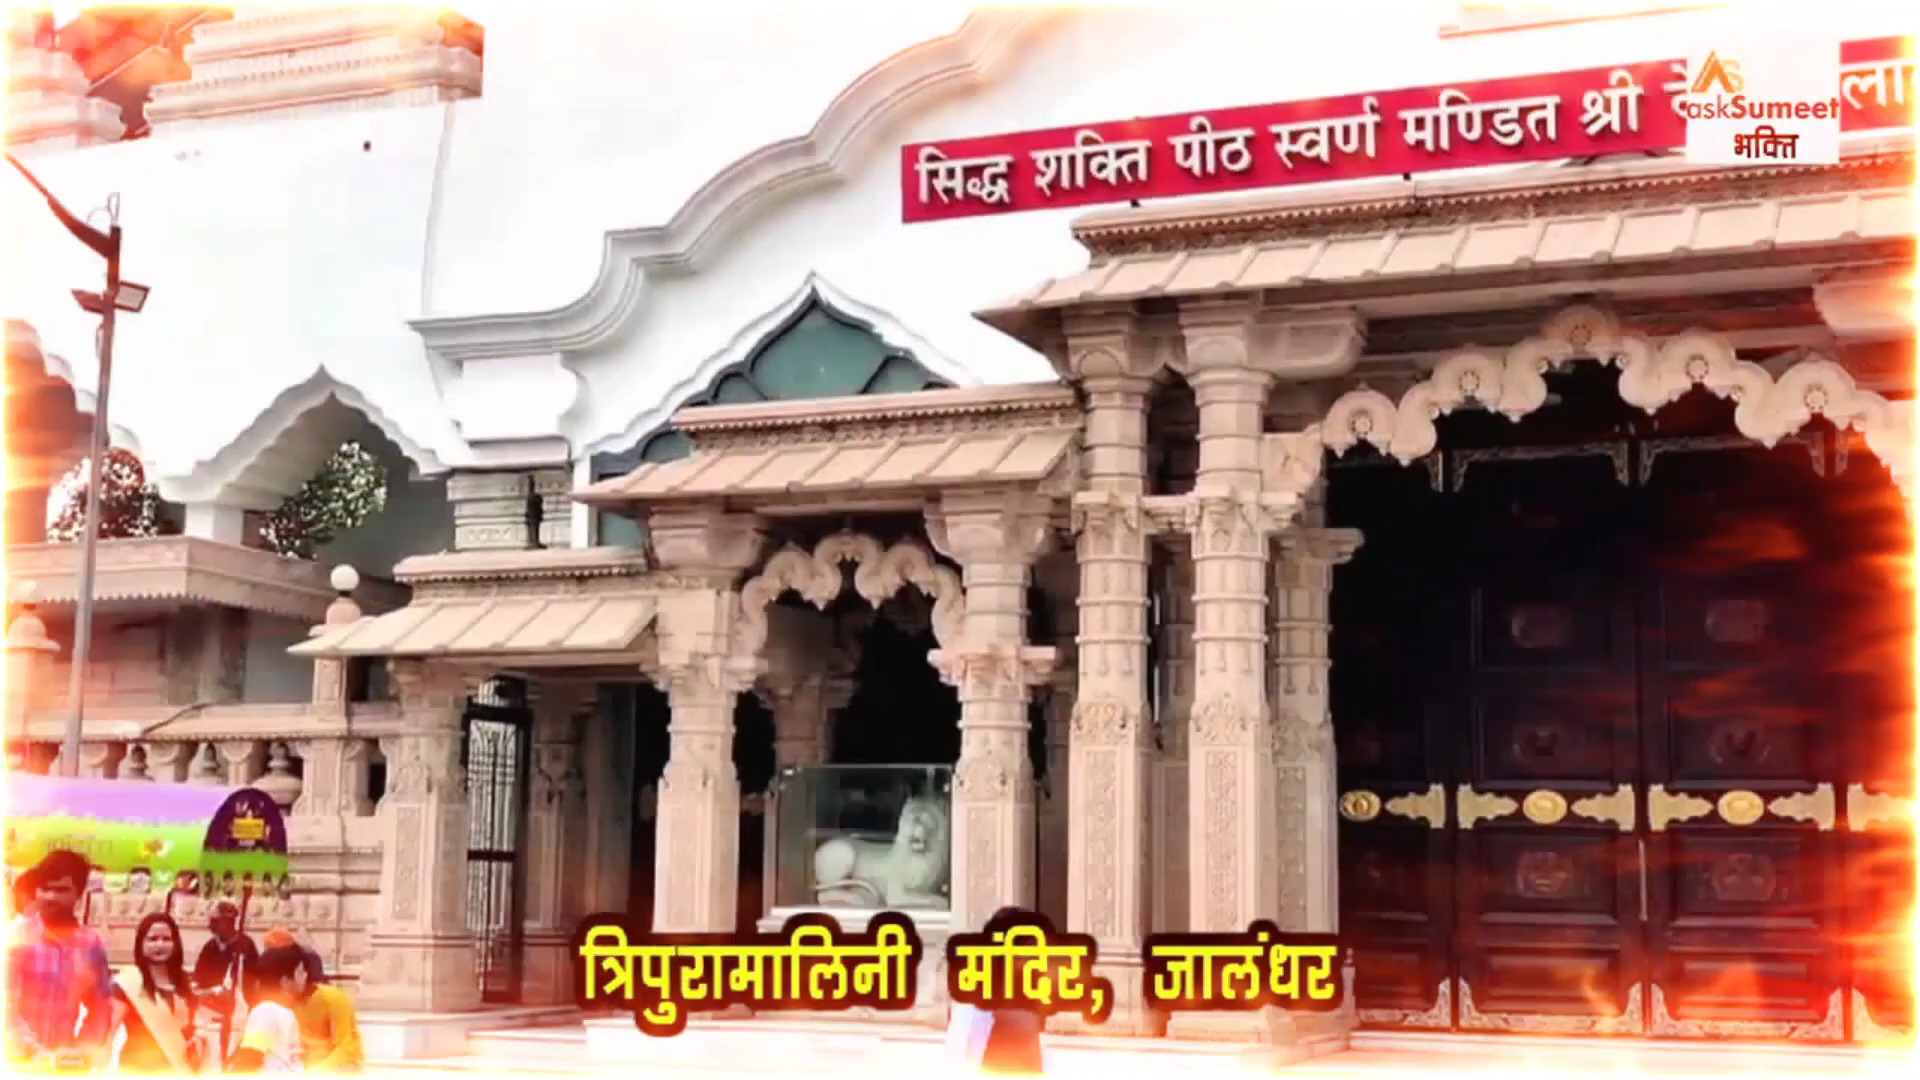 सिद्ध शक्ति पीठ स्वर्ण मण्डित श्री
askSumeet
भक्ति
त्रिपुरामालिनी मंदिर, जालंधर